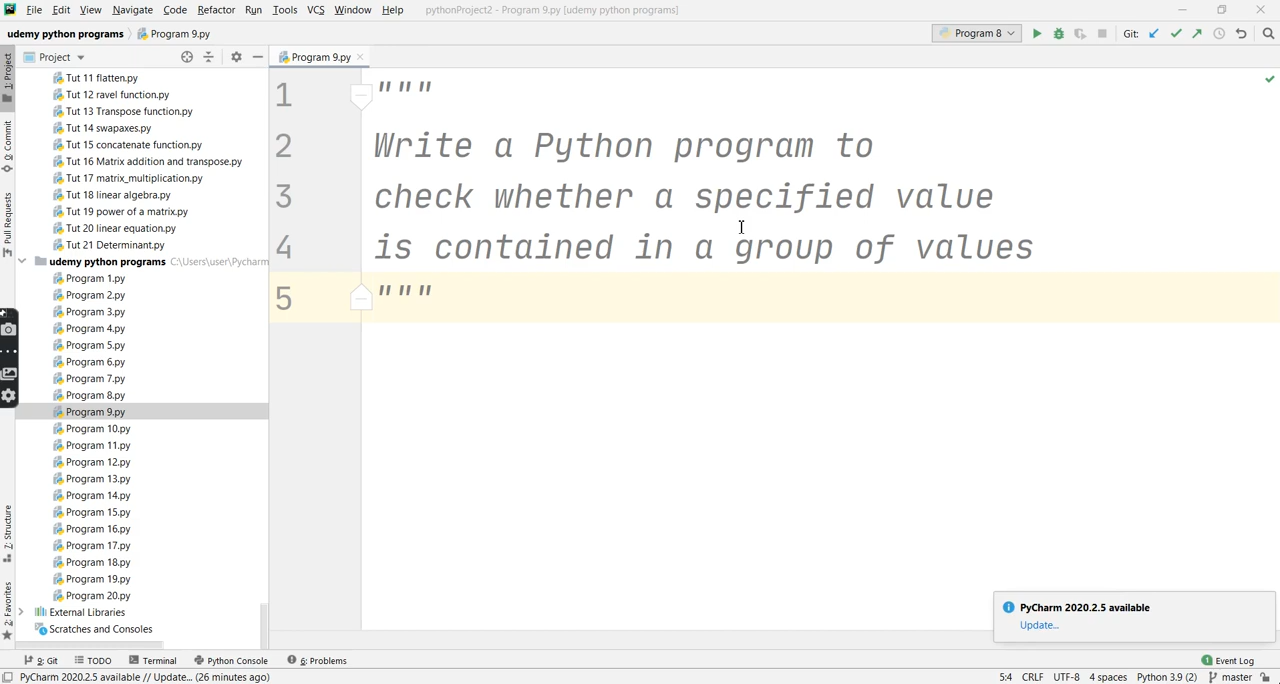 File Edit View Navigate Code Refactor Run Tools VCS Window Help pythonProject2 - Program 9.py [udemy python programs]
udemy python programs Program 9.py Program 8 Git:
Project
Program 9.py
1: Project
0: Commit
Pull Requests
7: Structure
2: Favorites
Tut 11 flatten.py
Tut 12 ravel function.py
Tut 13 Transpose function.py
Tut 14 swapaxes.py
Tut 15 concatenate function.py
Tut 16 Matrix addition and transpose.py
Tut 17 matrix_multiplication.py
Tut 18 linear algebra.py
Tut 19 power of a matrix.py
Tut 20 linear equation.py
Tut 21 Determinant.py
udemy python programs C:\Users\user\Pycharm
Program 1.py
Program 2.py
Program 3.py
Program 4.py
Program 5.py
Program 6.py
Program 7.py
Program 8.py
Program 9.py
Program 10.py
Program 11.py
Program 12.py
Program 13.py
Program 14.py
Program 15.py
Program 16.py
Program 17.py
Program 18.py
Program 19.py
Program 20.py
External Libraries
Scratches and Consoles
1 """
2 Write a Python program to
3 check whether a specified value
4 is contained in a group of values
5 """
PyCharm 2020.2.5 available
Update...
9: Git TODO Terminal Python Console 6: Problems 1 Event Log
PyCharm 2020.2.5 available // Update... (26 minutes ago) 5:4 CRLF UTF-8 4 spaces Python 3.9 (2) master